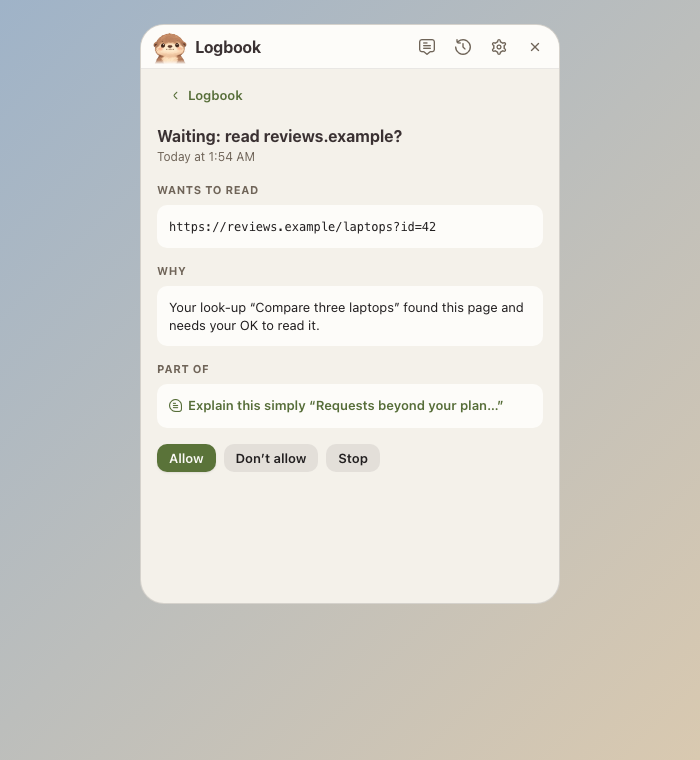 Logbook
Logbook
Waiting: read reviews.example?
Today at 1:54 AM
WANTS TO READ
https://reviews.example/laptops?id=42
WHY
Your look-up “Compare three laptops” found this page and
needs your OK to read it.
PART OF
Explain this simply “Requests beyond your plan…”
Allow
Don’t allow
Stop